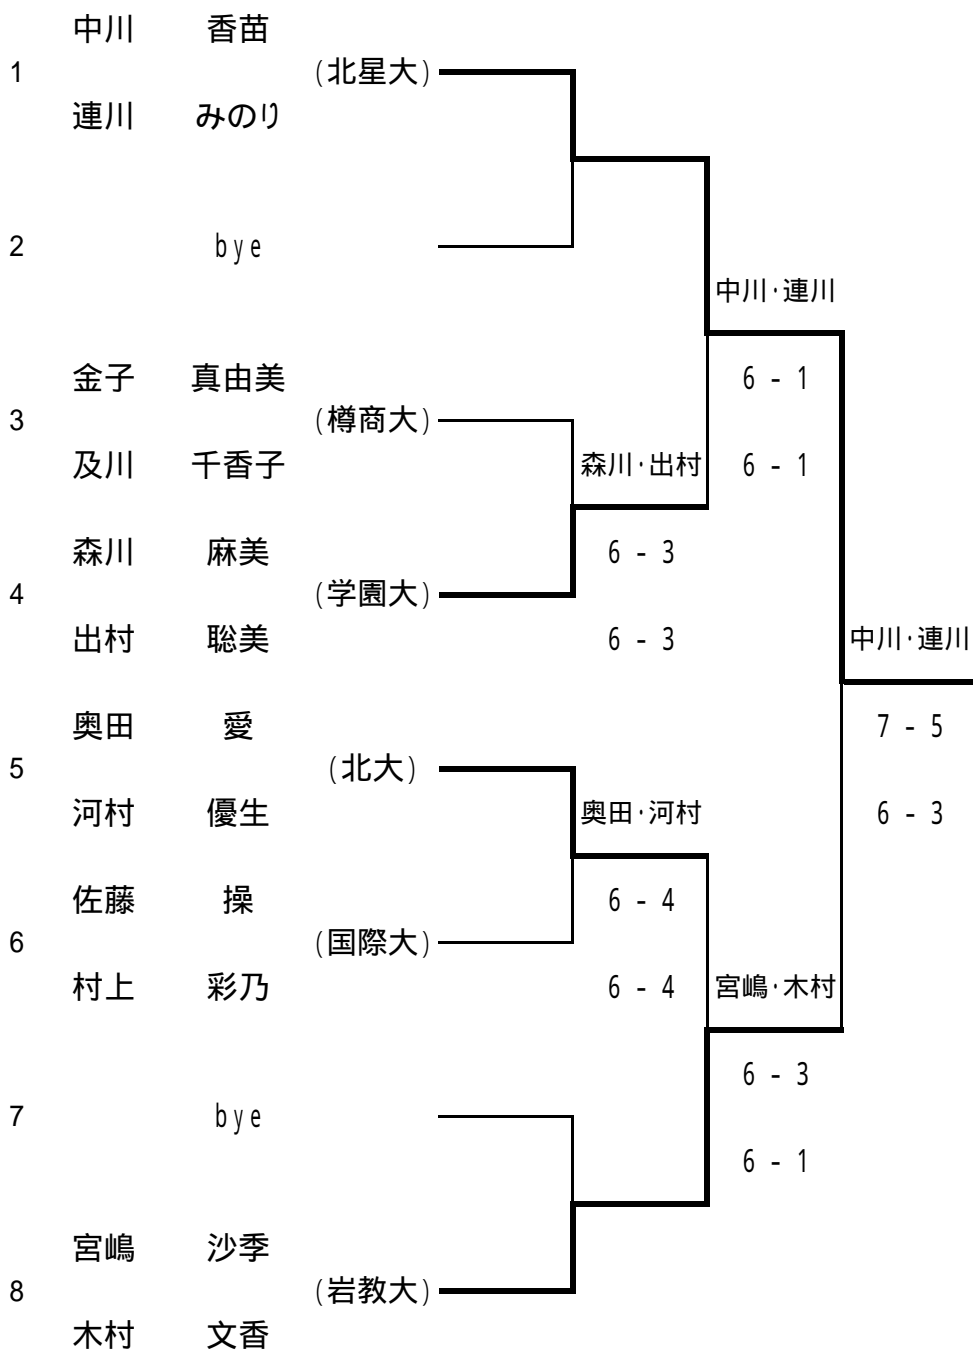 中川 香苗
1 (北星大)
連川 みのり
2 bye
中川・連川
金子 真由美 6 - 1
3 (樽商大)
及川 千香子 森川・出村 6 - 1
森川 麻美 6 - 3
4 (学園大)
出村 聡美 6 - 3 中川・連川
奥田 愛 7 - 5
5 (北大)
河村 優生 奥田・河村 6 - 3
佐藤 操 6 - 4
6 (国際大)
村上 彩乃 6 - 4 宮嶋・木村
6 - 3
7 bye
6 - 1
宮嶋 沙季
8 (岩教大)
木村 文香